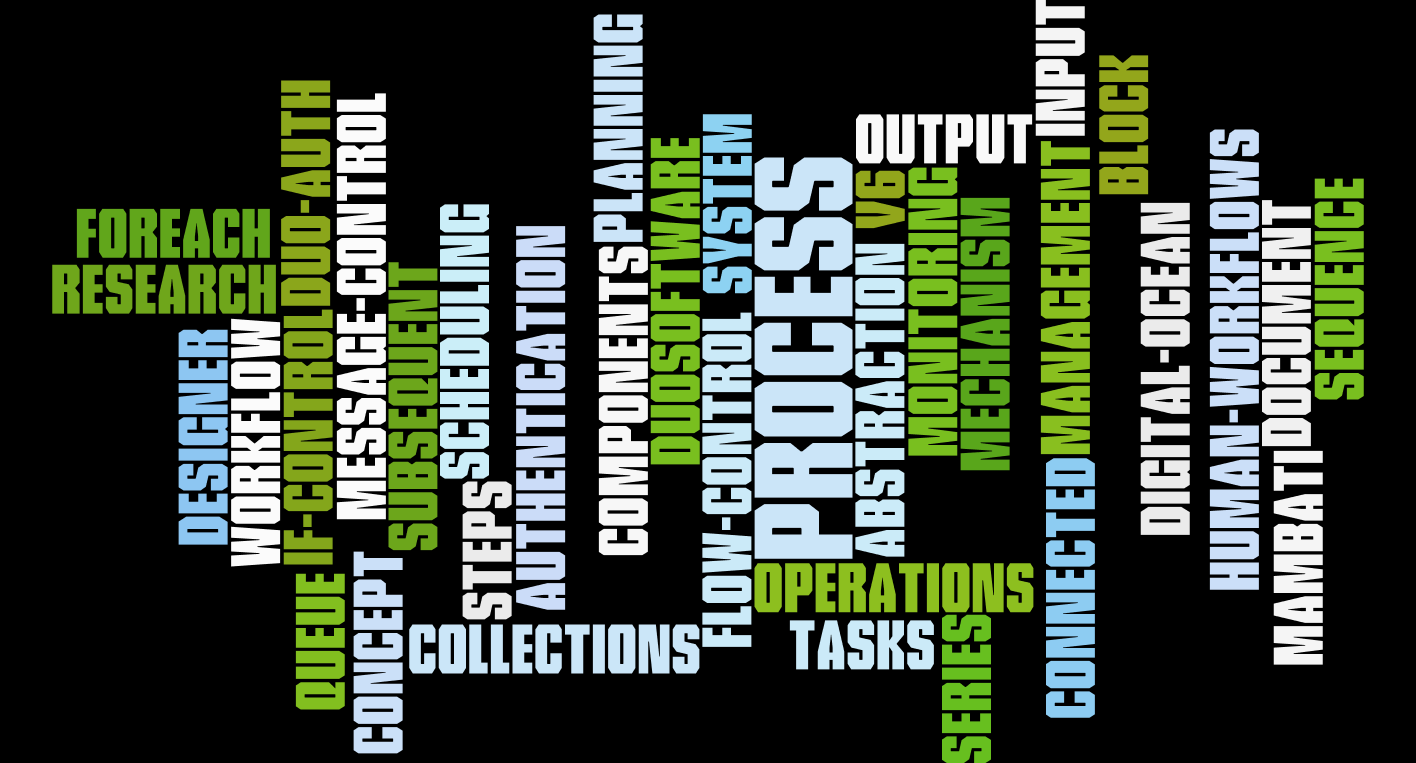 FOREACH
RESEARCH
DESIGNER
WORKFLOW
IF-CONTROL
DUO-AUTH
MESSAGE-CONTROL
SUBSEQUENT
SCHEDULING
STEPS
AUTHENTICATION
QUEUE
CONCEPT
COLLECTIONS
PLANNING
COMPONENTS
DUOSOFTWARE
SYSTEM
FLOW-CONTROL
PROCESS
OUTPUT
V6
ABSTRACTION
MONITORING
MECHANISM
OPERATIONS
TASKS
SERIES
INPUT
MANAGEMENT
CONNECTED
BLOCK
DIGITAL-OCEAN
HUMAN-WORKFLOWS
DOCUMENT
MAMBATI
SEQUENCE